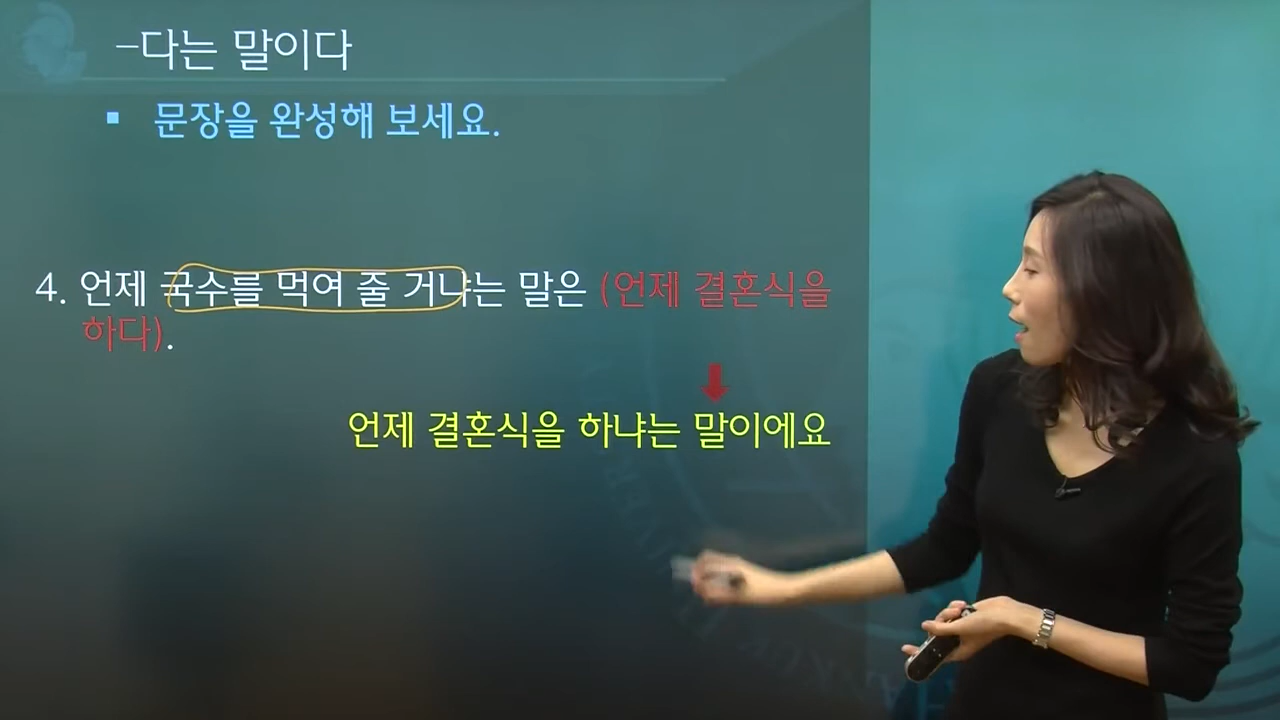 –다는 말이다
▪ 문장을 완성해 보세요.
4. 언제 국수를 먹여 줄 거냐는 말은 (언제 결혼식을
하다).
언제 결혼식을 하냐는 말이에요